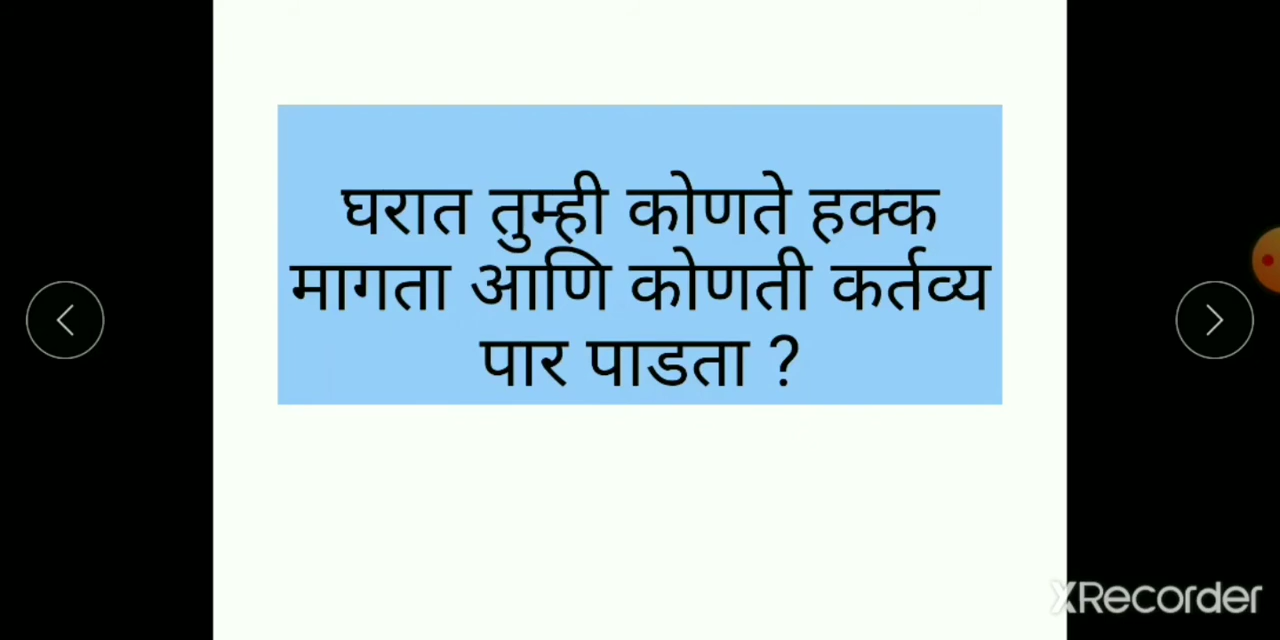 घरात तुम्ही कोणते हक्क
मागता आणि कोणती कर्तव्य
पार पाडता ?
XRecorder